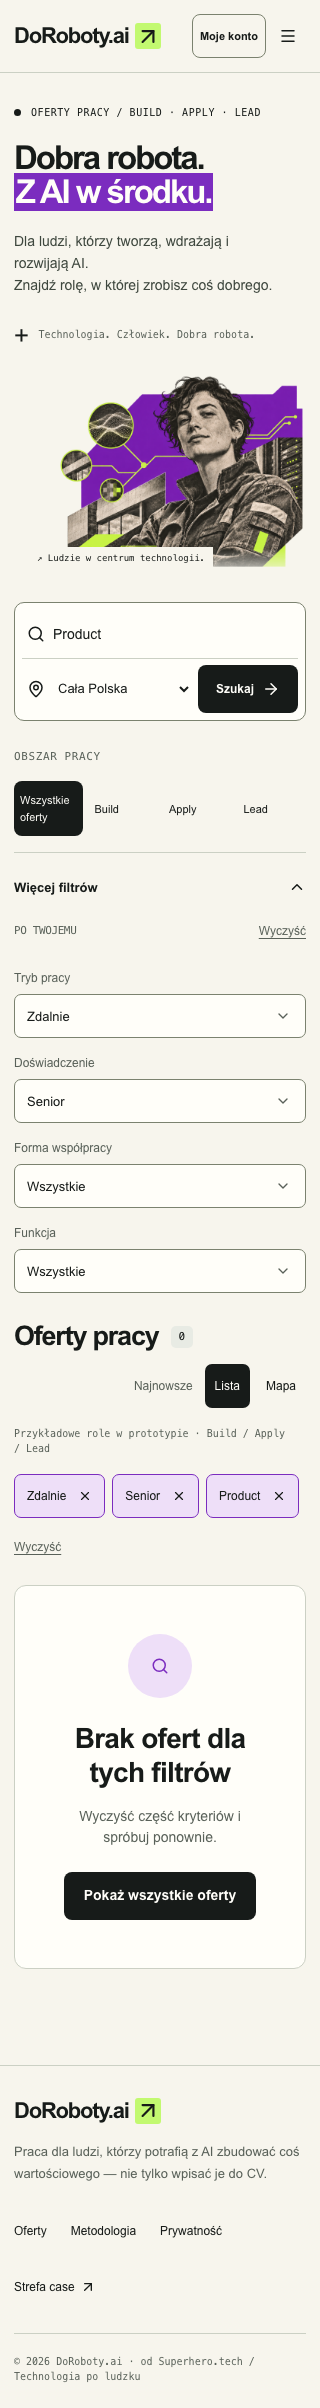 DoRoboty.ai
Moje konto
OFERTY PRACY / BUILD · APPLY · LEAD
Dobra robota.
Z AI w środku.
Dla ludzi, którzy tworzą, wdrażają i
rozwijają AI.
Znajdź rolę, w której zrobisz coś dobrego.
Technologia. Człowiek. Dobra robota.
↗ Ludzie w centrum technologii.
Product
Cała Polska
Szukaj
OBSZAR PRACY
Wszystkie
oferty
Build
Apply
Lead
Więcej filtrów
PO TWOJEMU
Wyczyść
Tryb pracy
Zdalnie
Doświadczenie
Senior
Forma współpracy
Wszystkie
Funkcja
Wszystkie
Oferty pracy 0
Najnowsze
Lista
Mapa
Przykładowe role w prototypie · Build / Apply
/ Lead
Zdalnie
Senior
Product
Wyczyść
Brak ofert dla
tych filtrów
Wyczyść część kryteriów i
spróbuj ponownie.
Pokaż wszystkie oferty
DoRoboty.ai
Praca dla ludzi, którzy potrafią z AI zbudować coś
wartościowego — nie tylko wpisać je do CV.
Oferty
Metodologia
Prywatność
Strefa case
© 2026 DoRoboty.ai · od Superhero.tech /
Technologia po ludzku